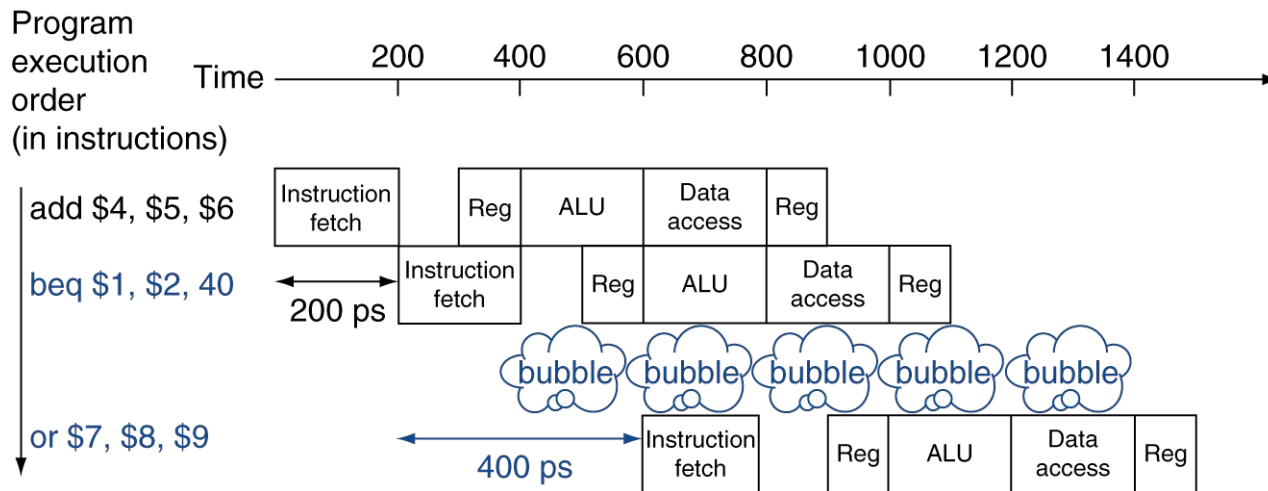 Program
execution
order
(in instructions)
Time
200 400 600 800 1000 1200 1400
add $4, $5, $6
Instruction
fetch
Reg
ALU
Data
access
Reg
beq $1, $2, 40
200 ps
Instruction
fetch
Reg
ALU
Data
access
Reg
bubble bubble bubble bubble bubble
or $7, $8, $9
400 ps
Instruction
fetch
Reg
ALU
Data
access
Reg